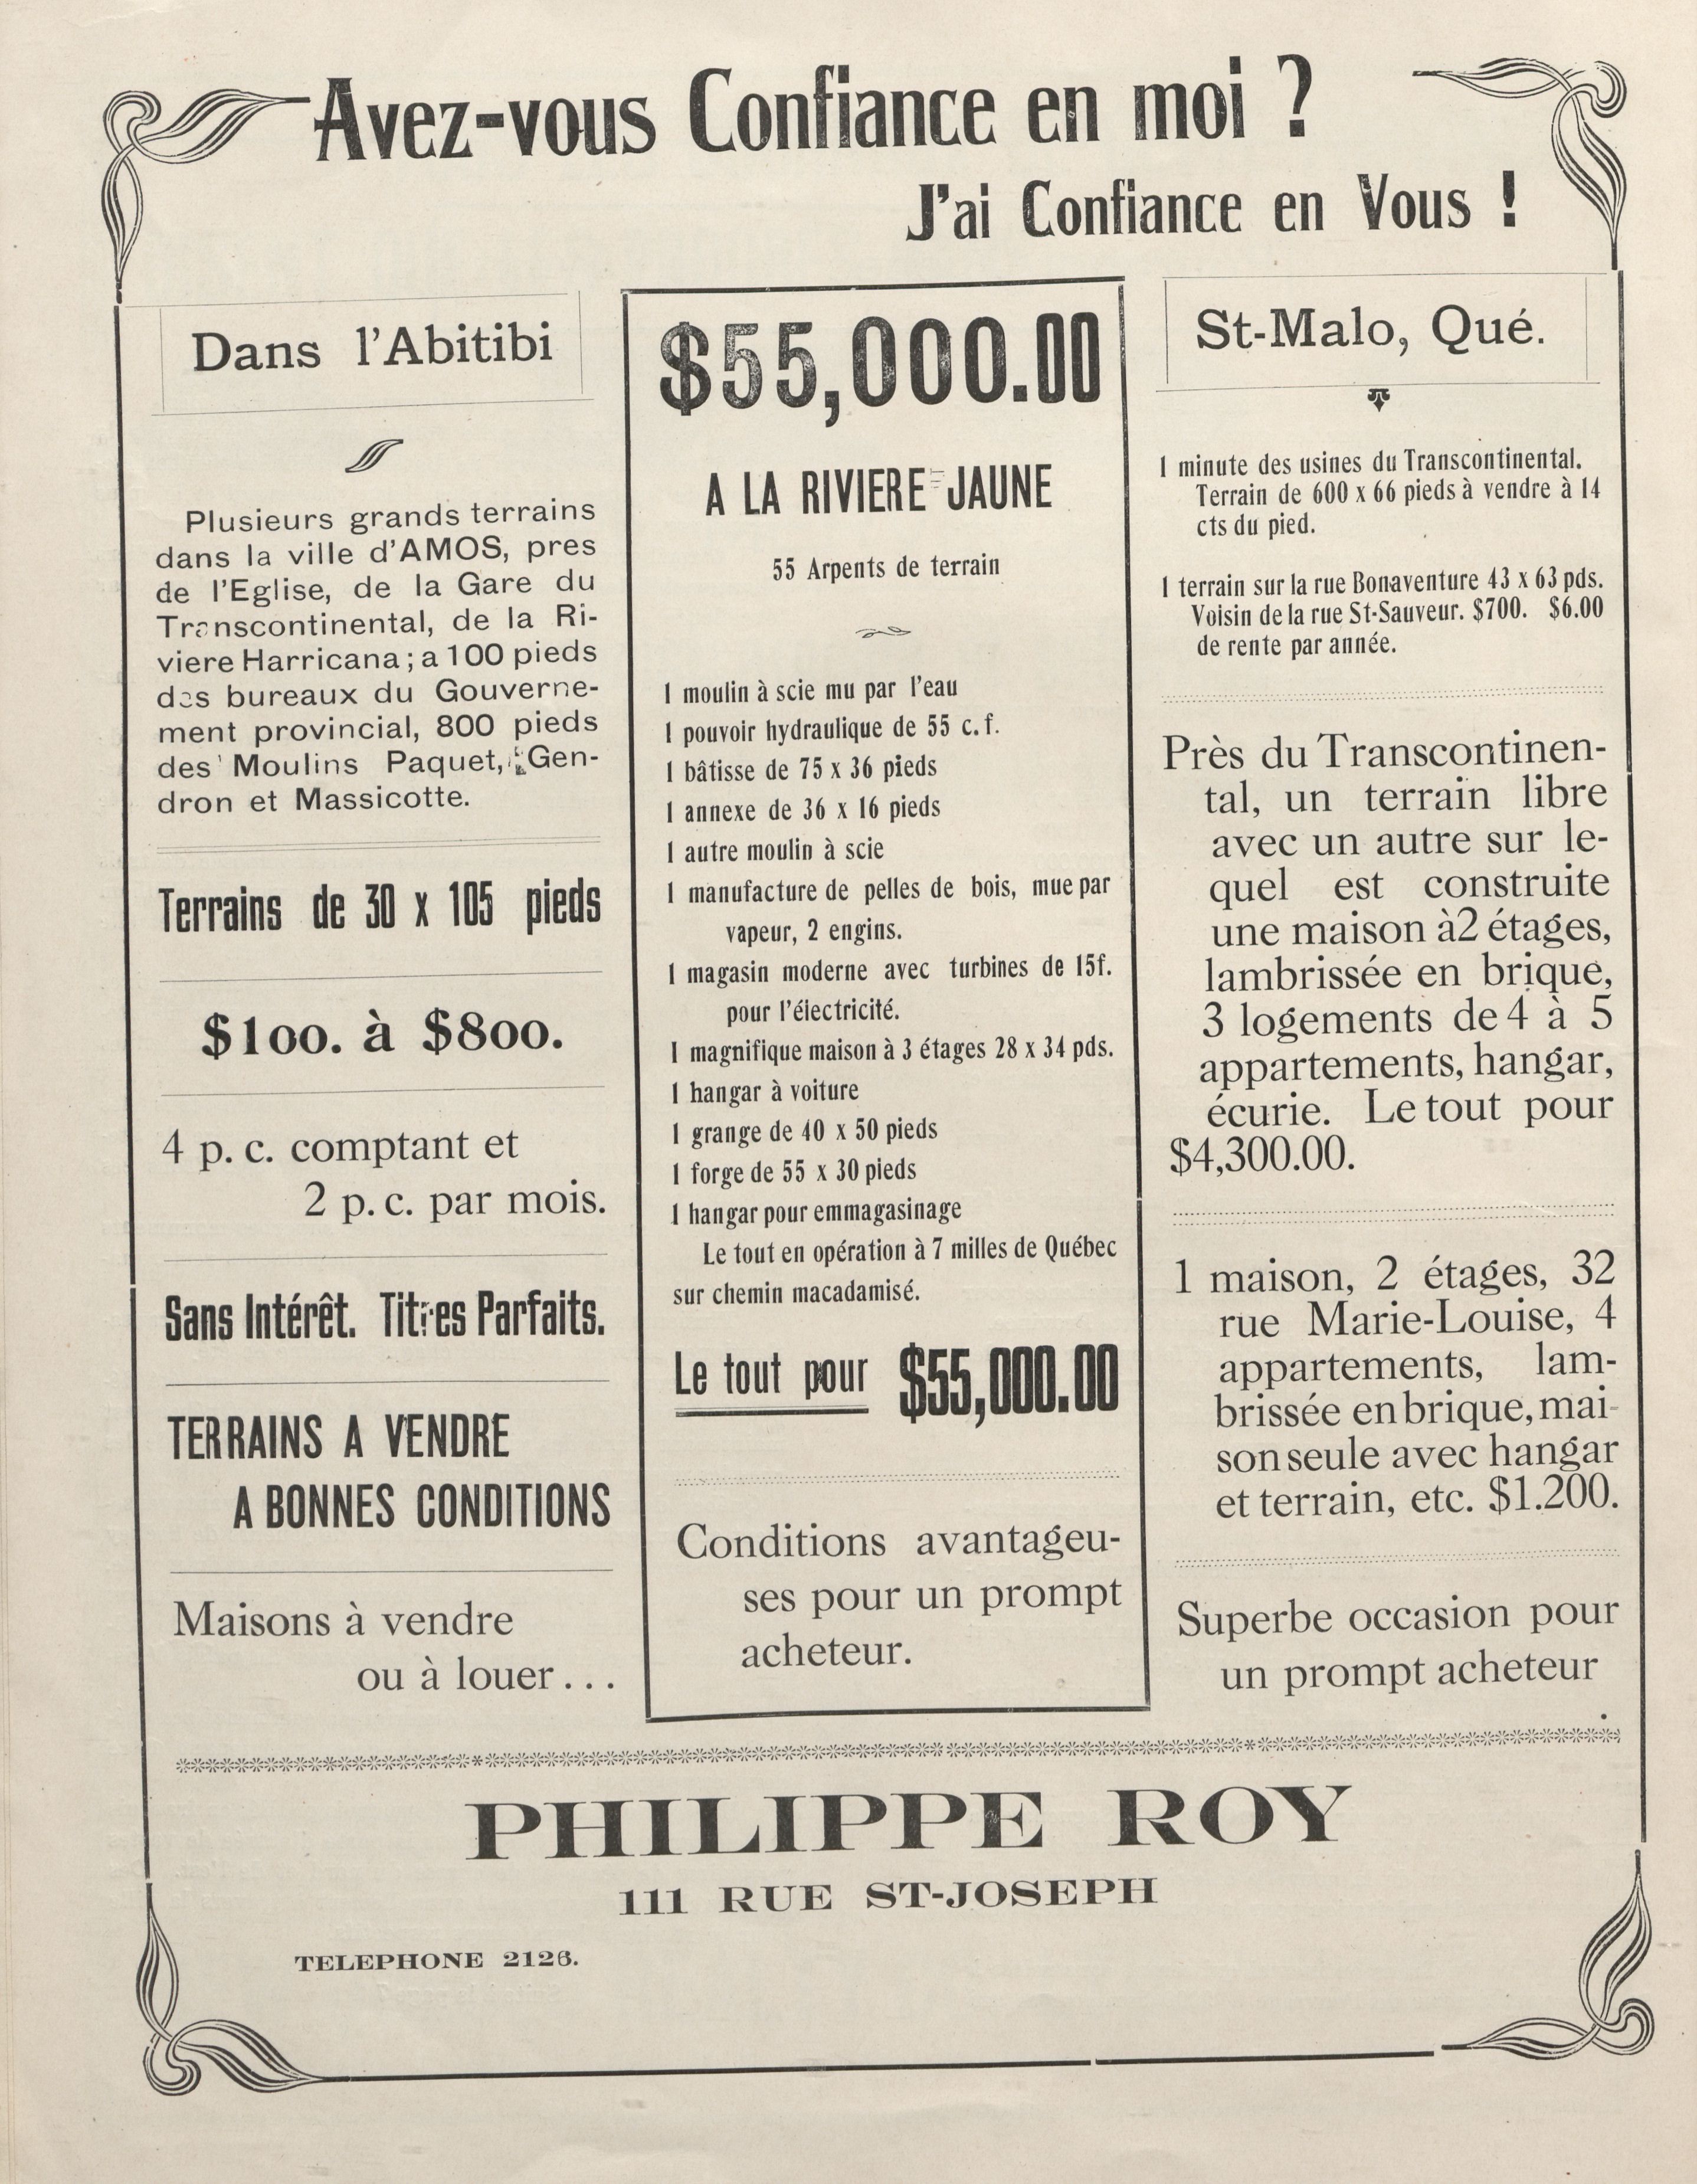 Avez-vous Confiance en moi ?
J'ai Confiance en Vous !
Dans l'Abitibi
Plusieurs grands terrains
dans la ville d'AMOS, pres
de l'Eglise, de la Gare du
Transcontinental, de la Ri-
viere Harricana ; a 100 pieds
des bureaux du Gouverne-
ment provincial, 800 pieds
des Moulins Paquet, Gen-
dron et Massicotte.
Terrains de 30 x 105 pieds
$100. à $800.
4 p. c. comptant et
2 p. c. par mois.
Sans Intérêt. Titres Parfaits.
TERRAINS A VENDRE
A BONNES CONDITIONS
Maisons à vendre
ou à louer . . .
$55,000.00
A LA RIVIERE-JAUNE
55 Arpents de terrain
1 moulin à scie mu par l'eau
1 pouvoir hydraulique de 55 c. f.
1 bâtisse de 75 x 36 pieds
1 annexe de 36 x 16 pieds
1 autre moulin à scie
1 manufacture de pelles de bois, mue par
vapeur, 2 engins.
1 magasin moderne avec turbines de 15f.
pour l'électricité.
1 magnifique maison à 3 étages 28 x 34 pds.
1 hangar à voiture
1 grange de 40 x 50 pieds
1 forge de 55 x 30 pieds
1 hangar pour emmagasinage
Le tout en opération à 7 milles de Québec
sur chemin macadamisé.
Le tout pour $55,000.00
Conditions avantageu-
ses pour un prompt
acheteur.
St-Malo, Qué.
1 minute des usines du Transcontinental.
Terrain de 600 x 66 pieds à vendre à 14
cts du pied.
1 terrain sur la rue Bonaventure 43 x 63 pds.
Voisin de la rue St-Sauveur. $700. $6.00
de rente par année.
Près du Transcontinen-
tal, un terrain libre
avec un autre sur le-
quel est construite
une maison à 2 étages,
lambrissée en brique,
3 logements de 4 à 5
appartements, hangar,
écurie. Le tout pour
$4,300.00.
1 maison, 2 étages, 32
rue Marie-Louise, 4
appartements, lam-
brissée en brique, mai-
son seule avec hangar
et terrain, etc. $1.200.
Superbe occasion pour
un prompt acheteur
PHILIPPE ROY
111 RUE ST-JOSEPH
TELEPHONE 2126.